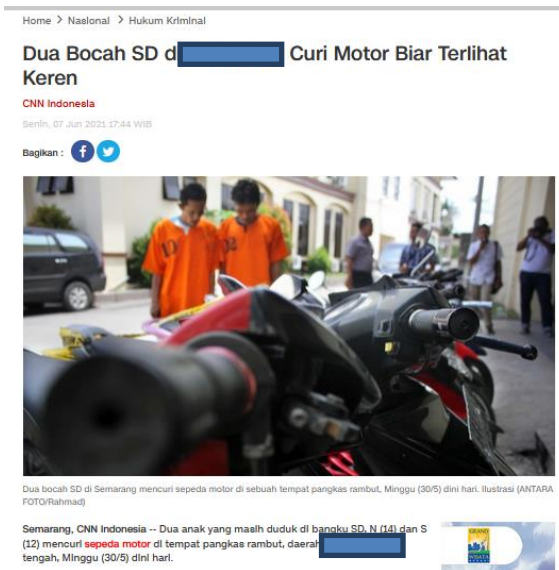 Home > Nasional > Hukum Kriminal
Dua Bocah SD d Curi Motor Biar Terlihat
Keren
CNN Indonesia
Senin, 07 Jun 2021 17:44 WIB
Bagikan :
Dua bocah SD di Semarang mencuri sepeda motor di sebuah tempat pangkas rambut, Minggu (30/5) dini hari. Ilustrasi (ANTARA
FOTO/Rahmad)
Semarang, CNN Indonesia -- Dua anak yang masih duduk di bangku SD, N (14) dan S
(12) mencuri sepeda motor di tempat pangkas rambut, daerah
tengah, Minggu (30/5) dini hari.
GRAND
WISATA